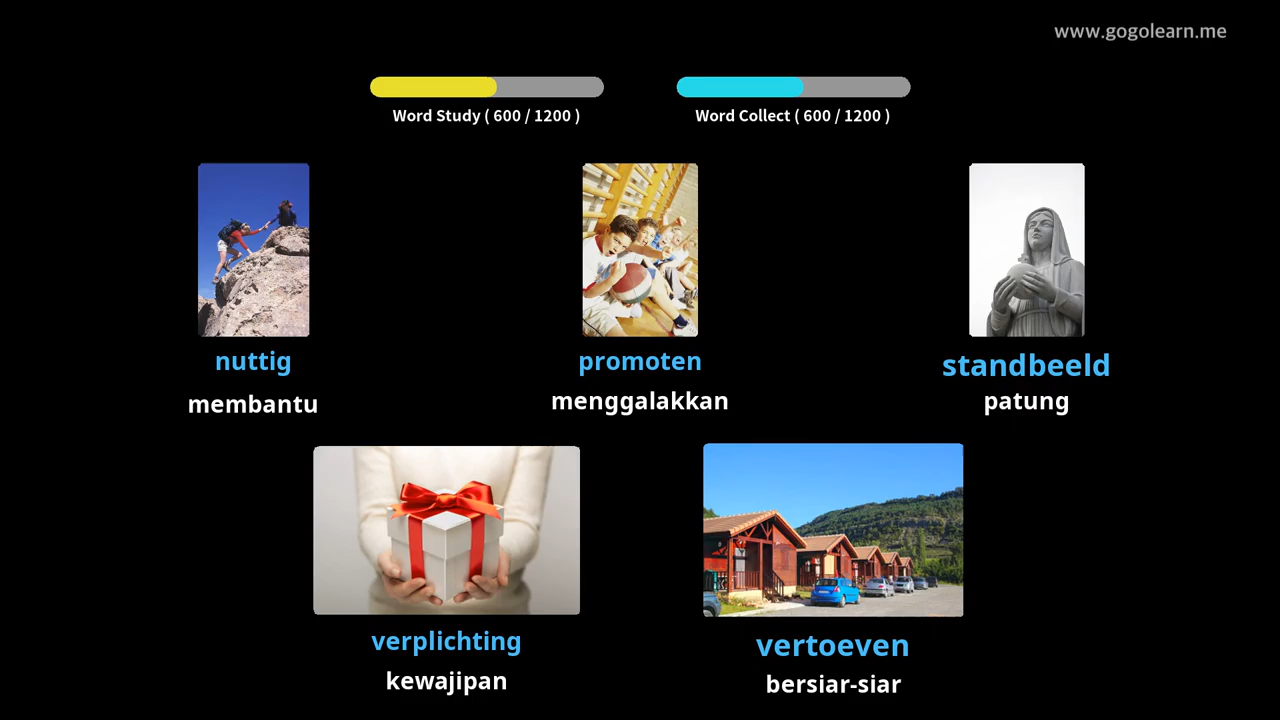 www.gogolearn.me
Word Study ( 600 / 1200 )
Word Collect ( 600 / 1200 )
nuttig
membantu
promoten
menggalakkan
standbeeld
patung
verplichting
kewajipan
vertoeven
bersiar-siar